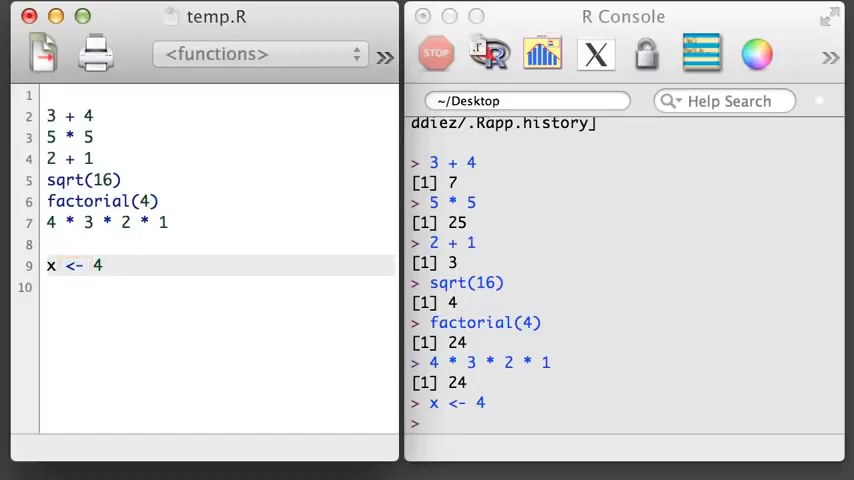 temp.R
<functions>
»
1
2 3 + 4
3 5 * 5
4 2 + 1
5 sqrt(16)
6 factorial(4)
7 4 * 3 * 2 * 1
8
9 x <- 4
10
R Console
STOP
.r
R
X
»
~/Desktop
Help Search
ddiez/.Rapp.history]
> 3 + 4
[1] 7
> 5 * 5
[1] 25
> 2 + 1
[1] 3
> sqrt(16)
[1] 4
> factorial(4)
[1] 24
> 4 * 3 * 2 * 1
[1] 24
> x <- 4
>